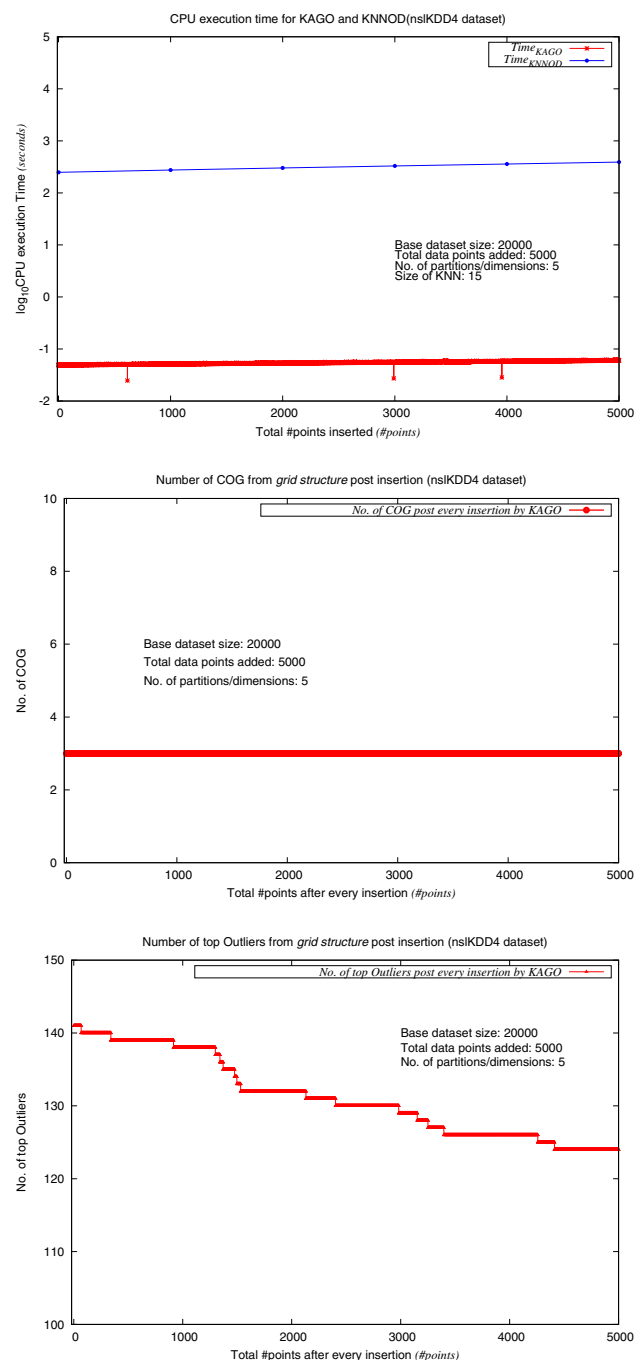 CPU execution time for KAGO and KNNOD(nslKDD4 dataset)
5
4
3
2
1
0
-1
-2
log10CPU execution Time (seconds)
TimeKAGO
TimeKNNOD
Base dataset size: 20000
Total data points added: 5000
No. of partitions/dimensions: 5
Size of KNN: 15
0 1000 2000 3000 4000 5000
Total #points inserted (#points)
Number of COG from grid structure post insertion (nslKDD4 dataset)
10
8
6
4
2
0
No. of COG
No. of COG post every insertion by KAGO
Base dataset size: 20000
Total data points added: 5000
No. of partitions/dimensions: 5
0 1000 2000 3000 4000 5000
Total #points after every insertion (#points)
Number of top Outliers from grid structure post insertion (nslKDD4 dataset)
150
140
130
120
110
100
No. of top Outliers
No. of top Outliers post every insertion by KAGO
Base dataset size: 20000
Total data points added: 5000
No. of partitions/dimensions: 5
0 1000 2000 3000 4000 5000
Total #points after every insertion (#points)